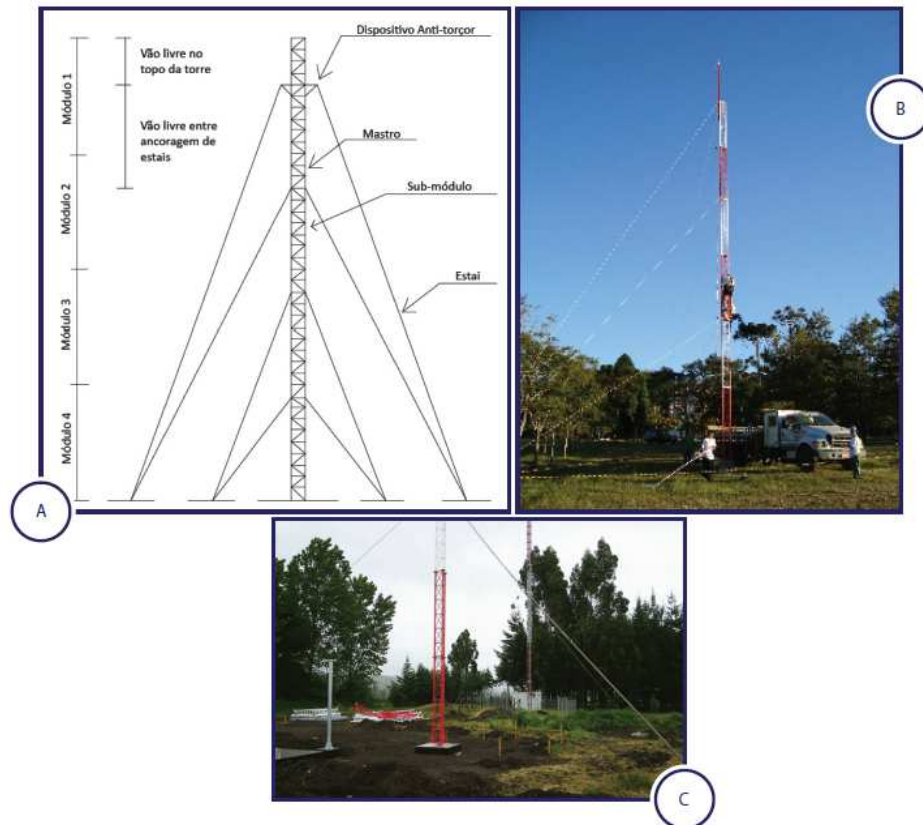 Dispositivo Anti-torçor
Vão livre no
topo da torre
Módulo 1
Vão livre entre
ancoragem de
estais
Mastro
Módulo 2
Sub-módulo
Módulo 3
Estai
Módulo 4
A
B
C